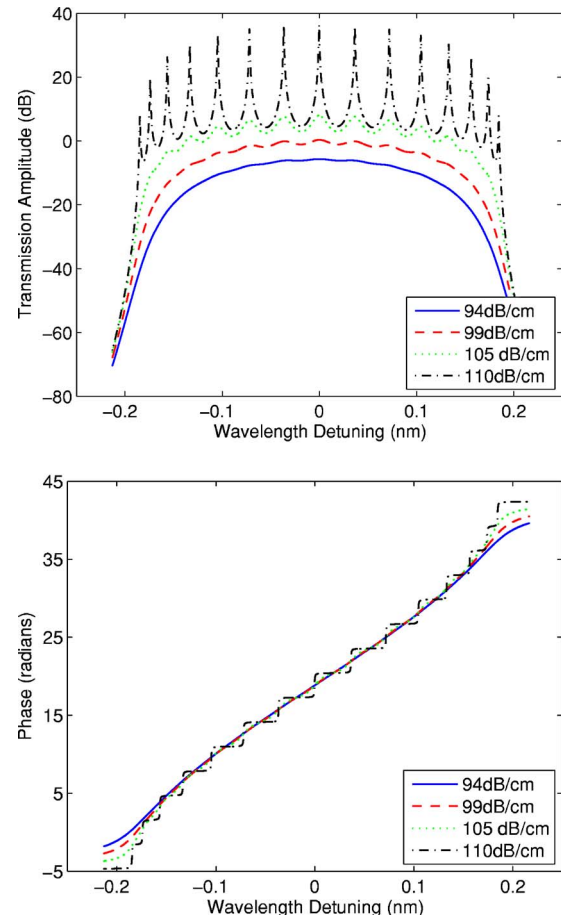 40
20
0
−20
−40
−60
−80
Transmission Amplitude (dB)
94dB/cm
99dB/cm
105 dB/cm
110dB/cm
−0.2 −0.1 0 0.1 0.2
Wavelength Detuning (nm)
45
35
25
15
5
−5
Phase (radians)
94dB/cm
99dB/cm
105 dB/cm
110dB/cm
−0.2 −0.1 0 0.1 0.2
Wavelength Detuning (nm)